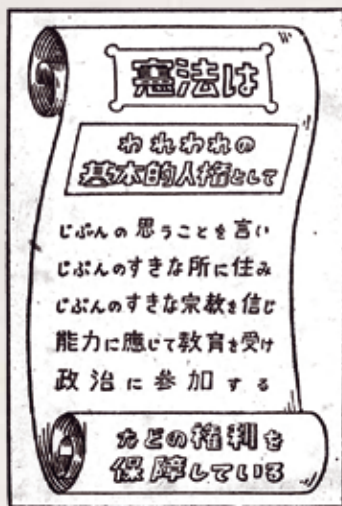 憲法は
われわれの
基本的人権として
じぶんの思うことを言い
じぶんのすきな所に住み
じぶんのすきな宗教を信じ
能力に應じて教育を受け
政治に参加する
などの権利を
保障している